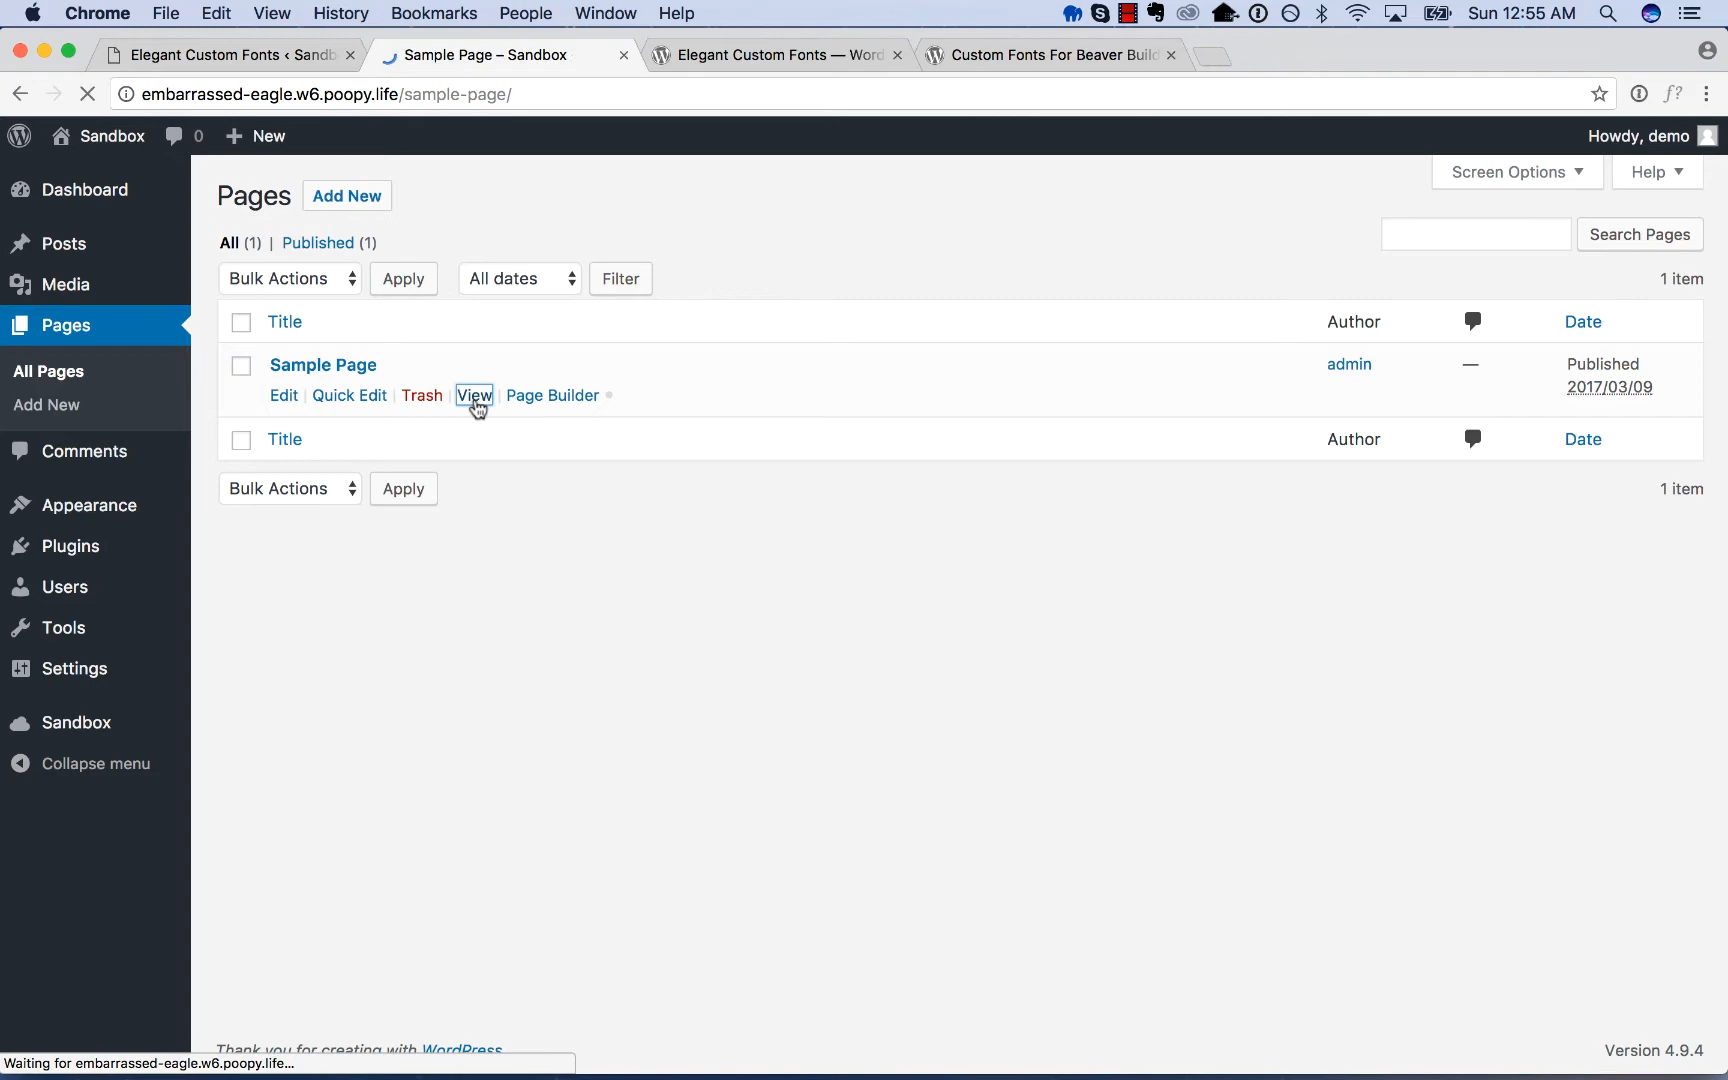 Chrome File Edit View History Bookmarks People Window Help Sun 12:55 AM
Elegant Custom Fonts ‹ Sandb Sample Page – Sandbox Elegant Custom Fonts — Word Custom Fonts For Beaver Build
embarrassed-eagle.w6.poopy.life/sample-page/ f?
Sandbox 0 New Howdy, demo
Screen Options Help
Dashboard
Posts
Media
Pages
All Pages
Add New
Comments
Appearance
Plugins
Users
Tools
Settings
Sandbox
Collapse menu
Pages Add New
All (1) | Published (1)
Search Pages
Bulk Actions Apply All dates Filter 1 item
Title Author Date
Sample Page admin — Published
2017/03/09
Edit | Quick Edit | Trash | View | Page Builder
Title Author Date
Bulk Actions Apply 1 item
Thank you for creating with WordPress Version 4.9.4
Waiting for embarrassed-eagle.w6.poopy.life...